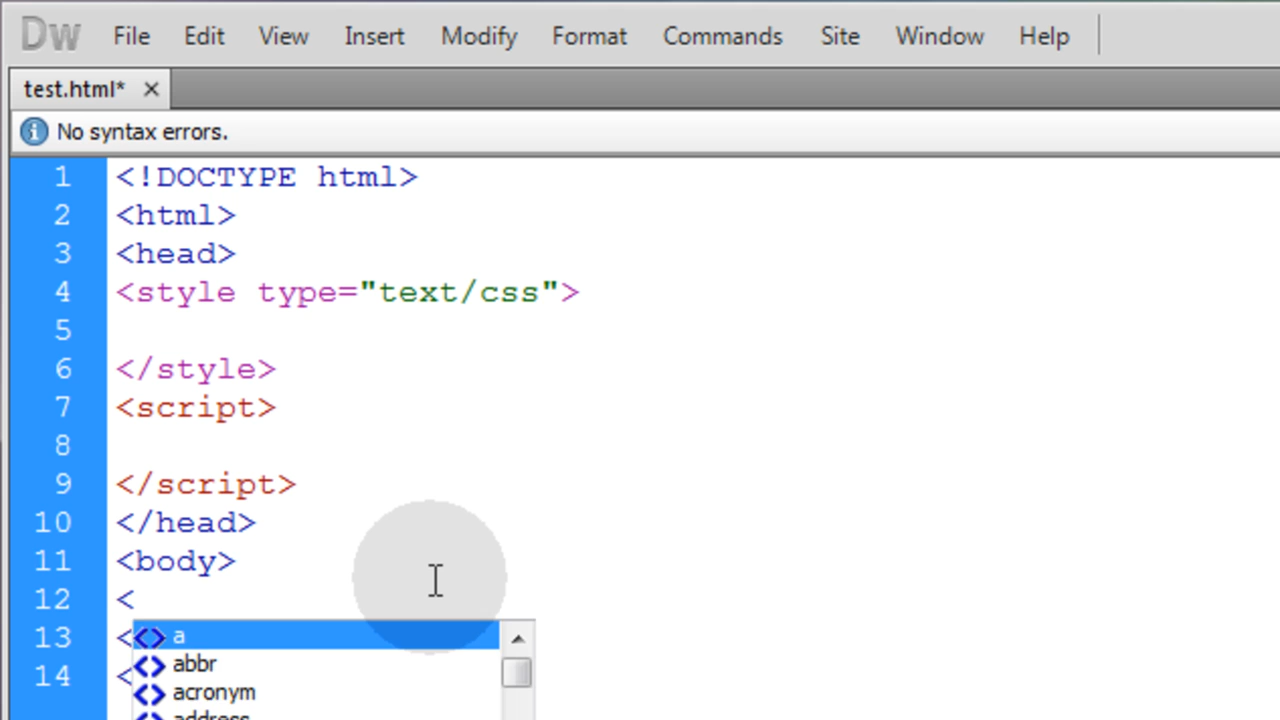 Dw File Edit View Insert Modify Format Commands Site Window Help
test.html*
No syntax errors.
1 <!DOCTYPE html>
2 <html>
3 <head>
4 <style type="text/css">
5
6 </style>
7 <script>
8
9 </script>
10 </head>
11 <body>
12 <
13 <
14 <
a
abbr
acronym
address